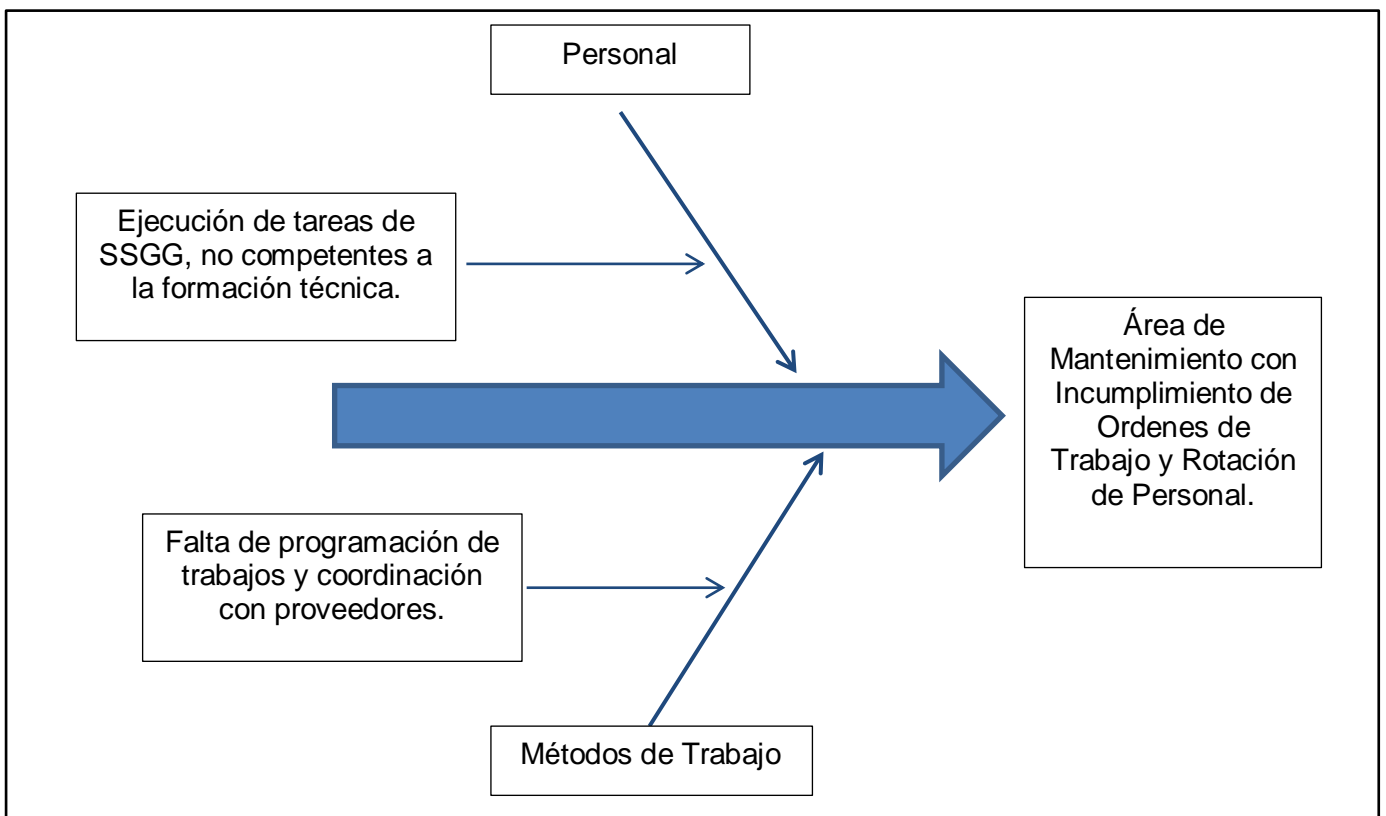 Personal
Ejecución de tareas de
SSGG, no competentes a
la formación técnica.
Área de
Mantenimiento con
Incumplimiento de
Ordenes de
Trabajo y Rotación
de Personal.
Falta de programación de
trabajos y coordinación
con proveedores.
Métodos de Trabajo